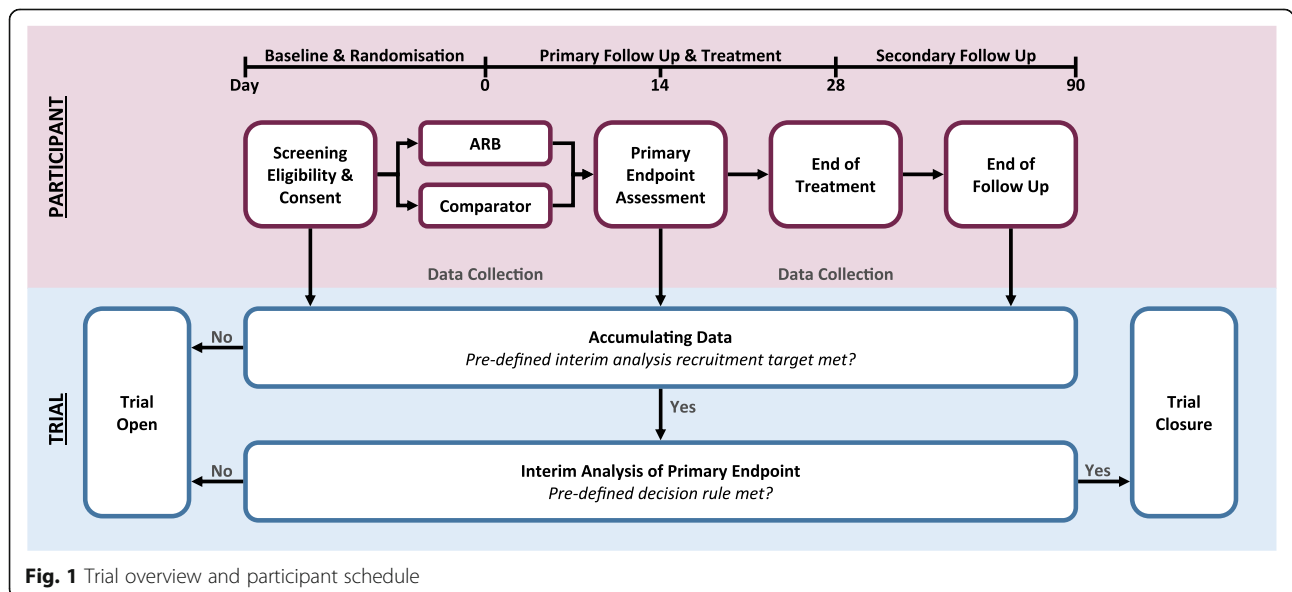 Baseline & Randomisation
Primary Follow Up & Treatment
Secondary Follow Up
Day
0
14
28
90
PARTICIPANT
Screening
Eligibility &
Consent
ARB
Comparator
Primary
Endpoint
Assessment
End of
Treatment
End of
Follow Up
Data Collection
Data Collection
TRIAL
Trial
Open
No
Accumulating Data
Pre-defined interim analysis recruitment target met?
Yes
No
Interim Analysis of Primary Endpoint
Pre-defined decision rule met?
Yes
Trial
Closure
Fig. 1 Trial overview and participant schedule